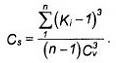 C_s = \frac{\sum_{1}^{n} (K_i - 1)^3}{(n - 1) C_v^3} .